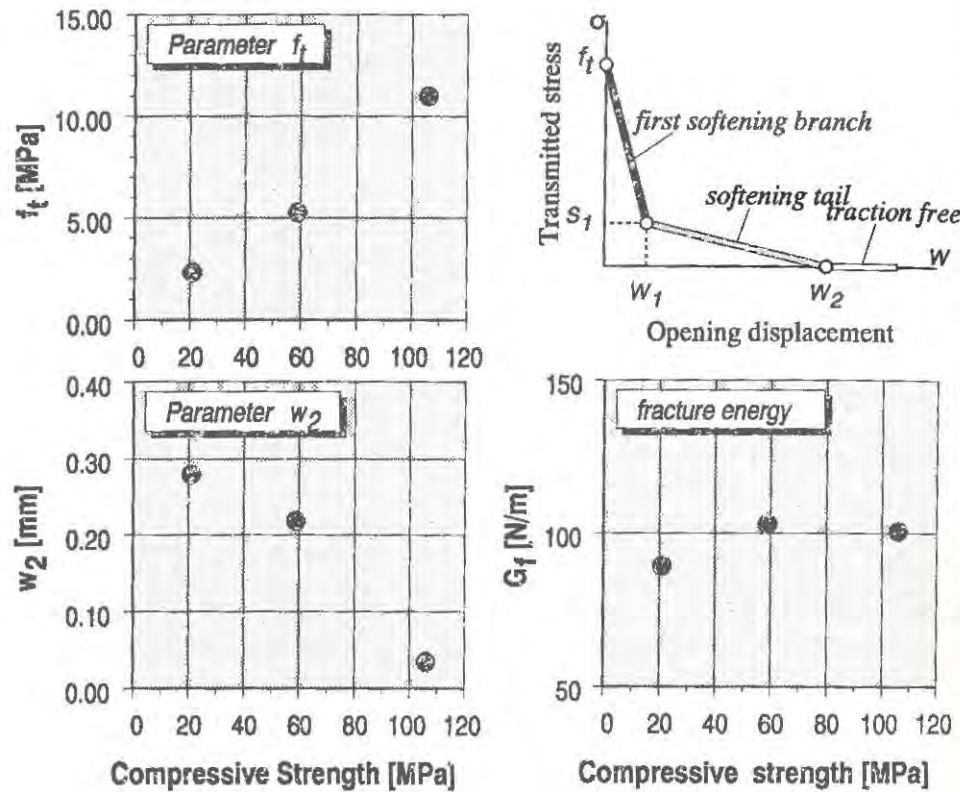 Parameter f_t
15.00
10.00
5.00
0.00
f_t [MPa]
0 20 40 60 80 100 120
σ
f_t
Transmitted stress
first softening branch
softening tail
traction free
S_1
w
w_1
w_2
Opening displacement
Parameter w_2
0.40
0.30
0.20
0.10
0.00
w_2 [mm]
0 20 40 60 80 100 120
Compressive Strength [MPa]
fracture energy
150
100
50
G_f [N/m]
0 20 40 60 80 100 120
Compressive strength [MPa]